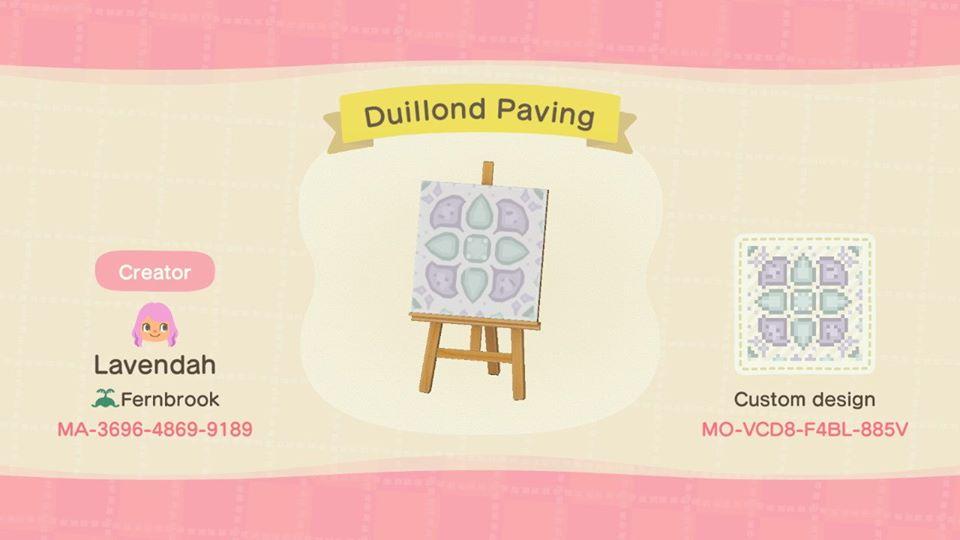 Duillond Paving
Creator
Lavendah
Fernbrook
MA-3696-4869-9189
Custom design
MO-VCD8-F4BL-885V